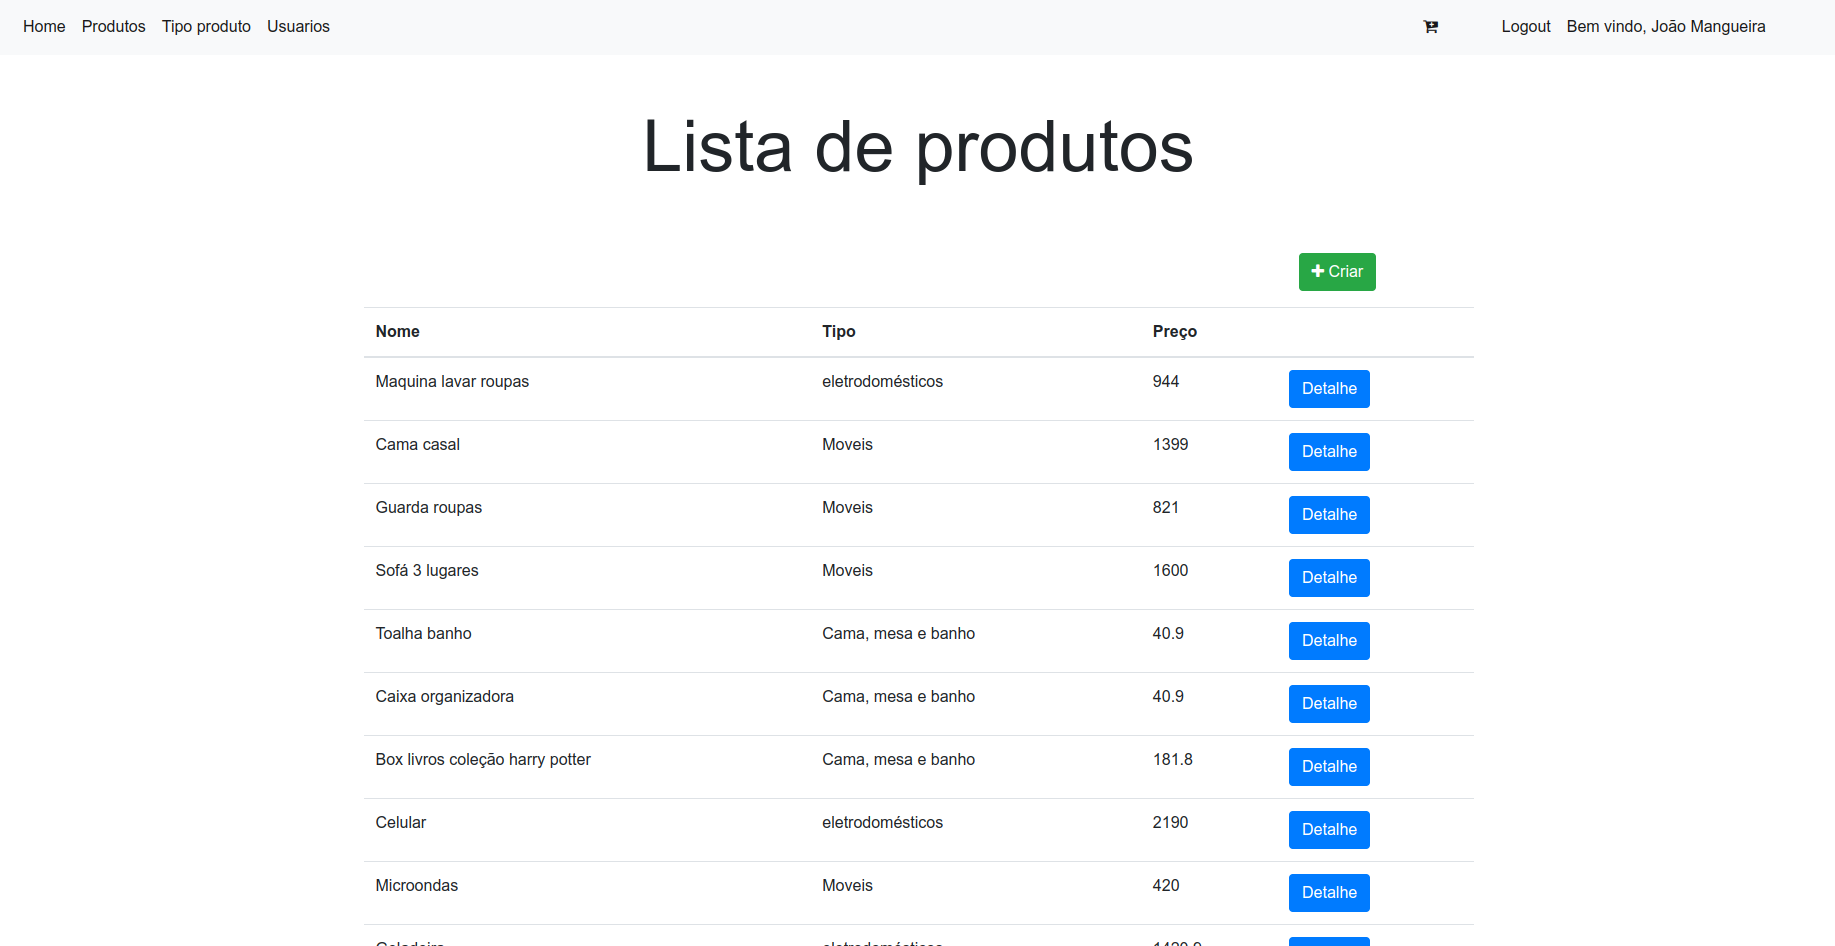 Home Produtos Tipo produto Usuarios Logout Bem vindo, João Mangueira
Lista de produtos
Criar
Nome Tipo Preço
Maquina lavar roupas eletrodomésticos 944 Detalhe
Cama casal Moveis 1399 Detalhe
Guarda roupas Moveis 821 Detalhe
Sofá 3 lugares Moveis 1600 Detalhe
Toalha banho Cama, mesa e banho 40.9 Detalhe
Caixa organizadora Cama, mesa e banho 40.9 Detalhe
Box livros coleção harry potter Cama, mesa e banho 181.8 Detalhe
Celular eletrodomésticos 2190 Detalhe
Microondas Moveis 420 Detalhe
Geladeira eletrodomésticos